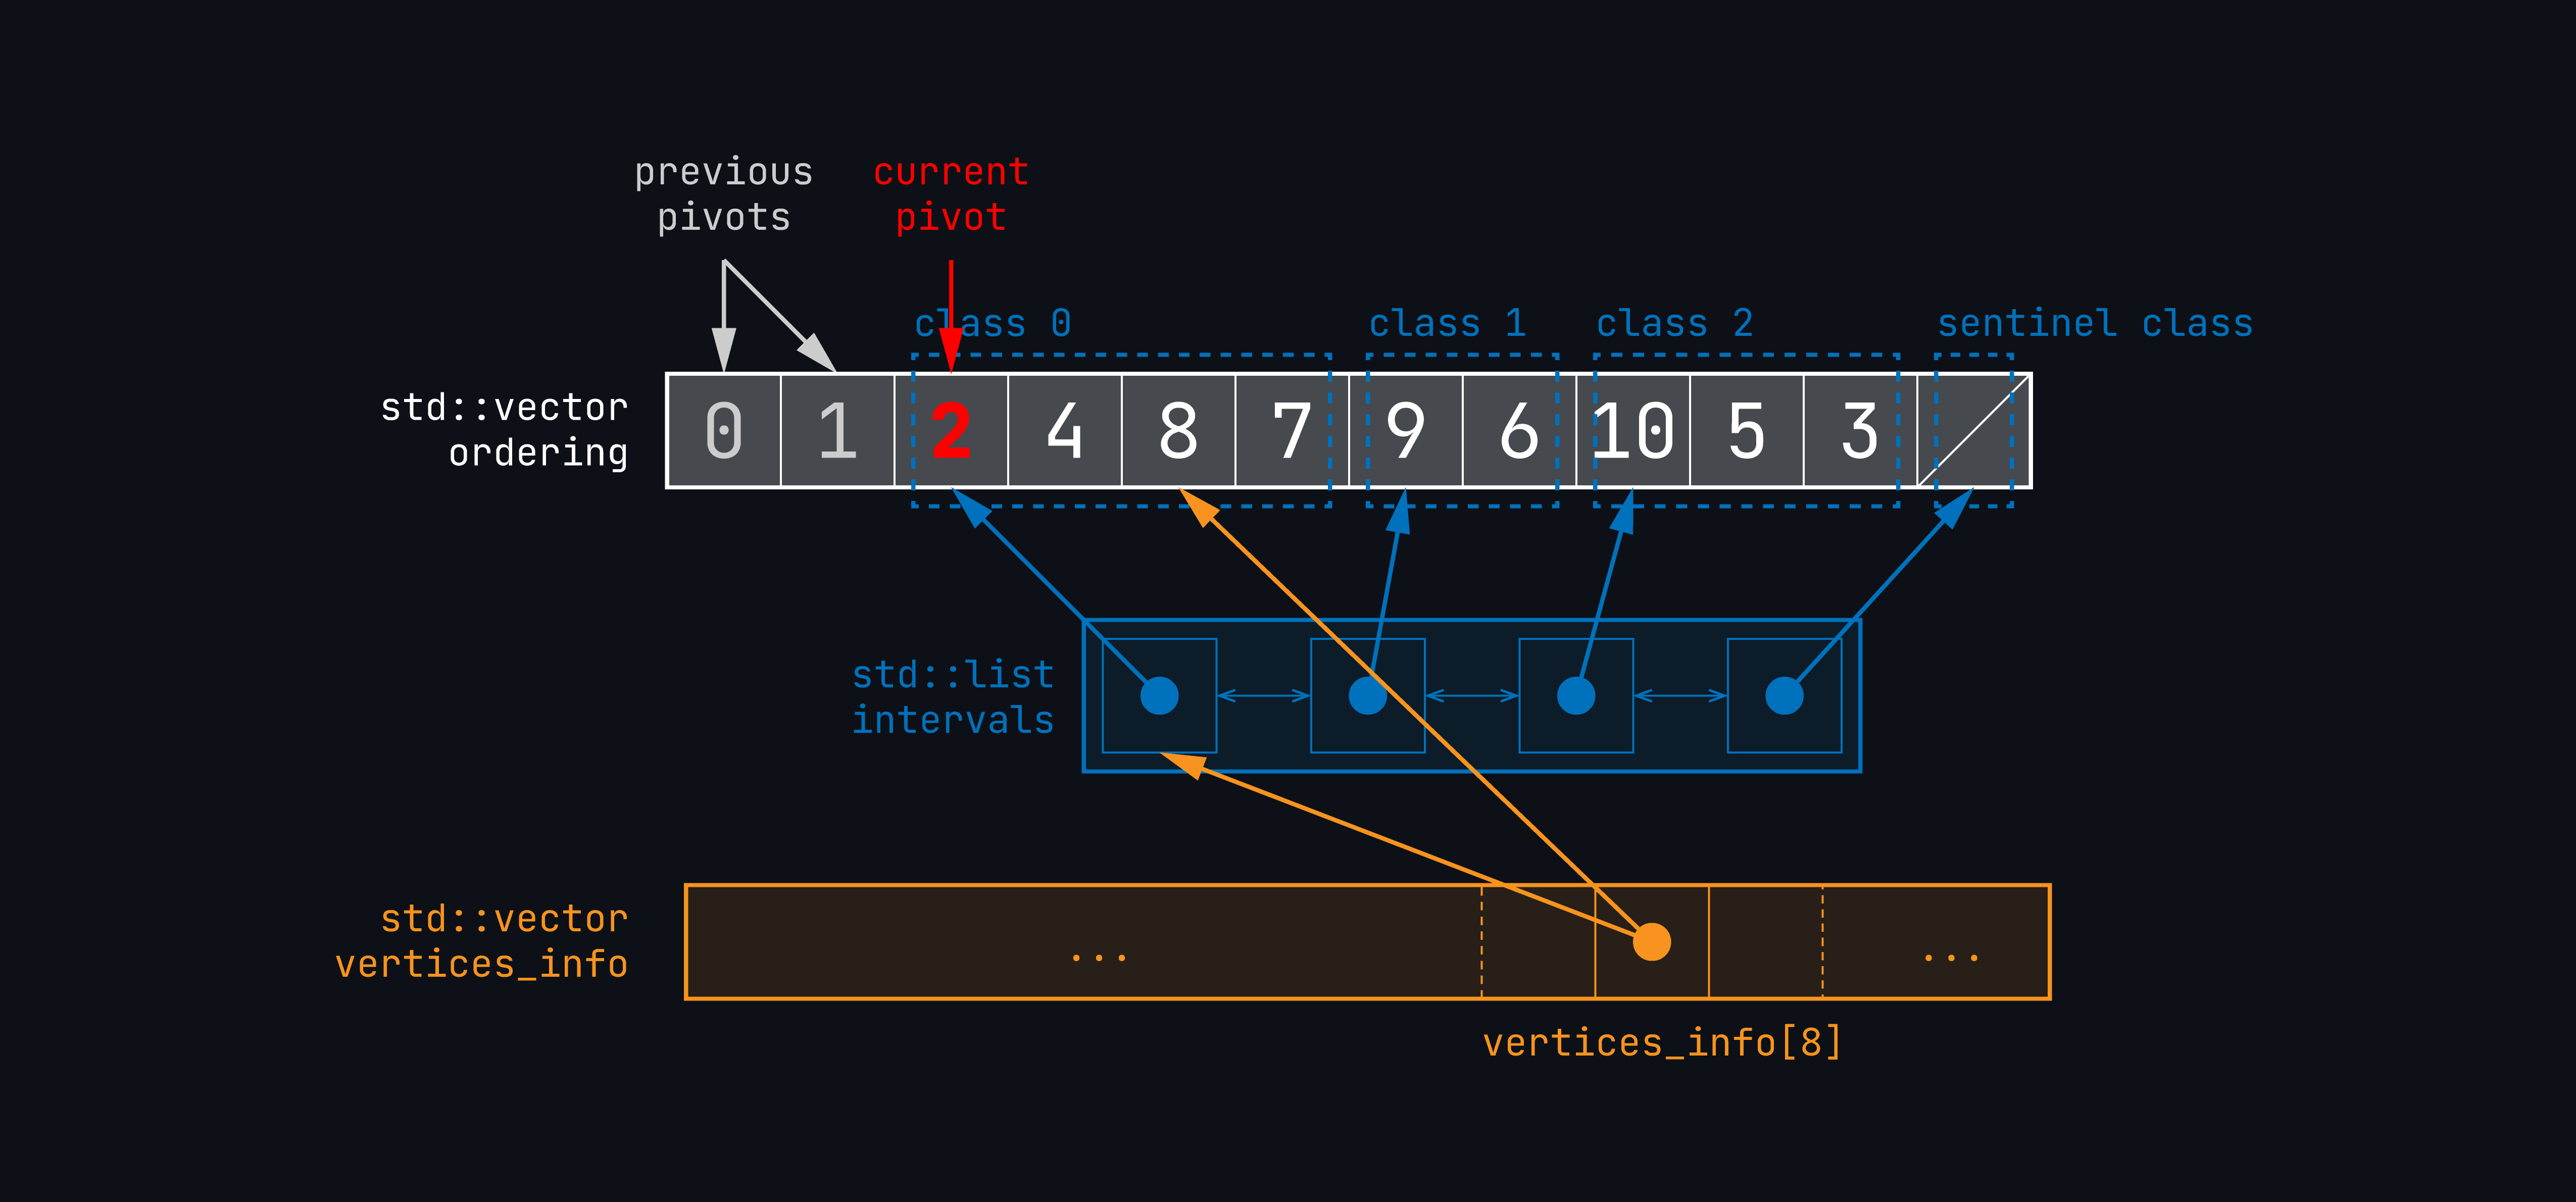 previous
pivots
current
pivot
class 0
class 1
class 2
sentinel class
std::vector
ordering
0 1 2 4 8 7 9 6 10 5 3
std::list
intervals
std::vector
vertices_info
...
...
vertices_info[8]